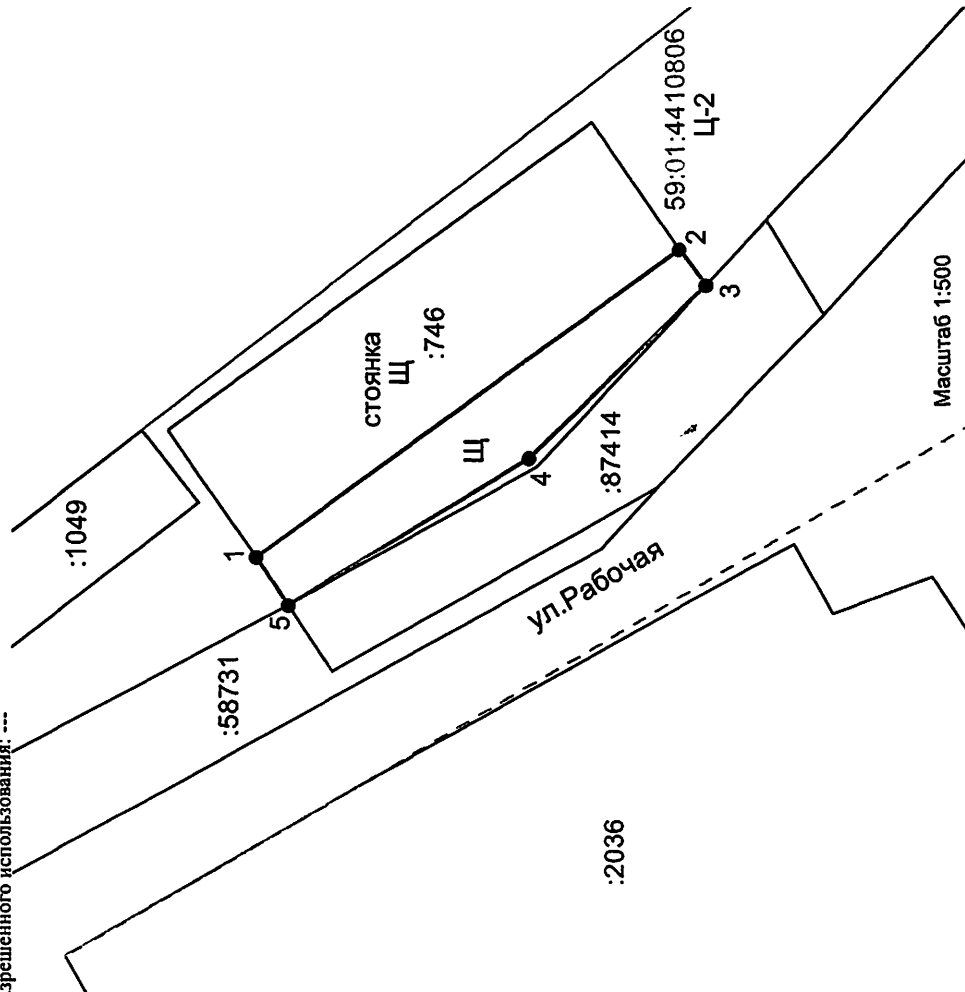 зрешенного использования: ---
:1049
59:01:4410806
Ц-2
стоянка
Щ
:746
Щ
1
2
3
4
5
:58731
:87414
ул.Рабочая
:2036
Масштаб 1:500